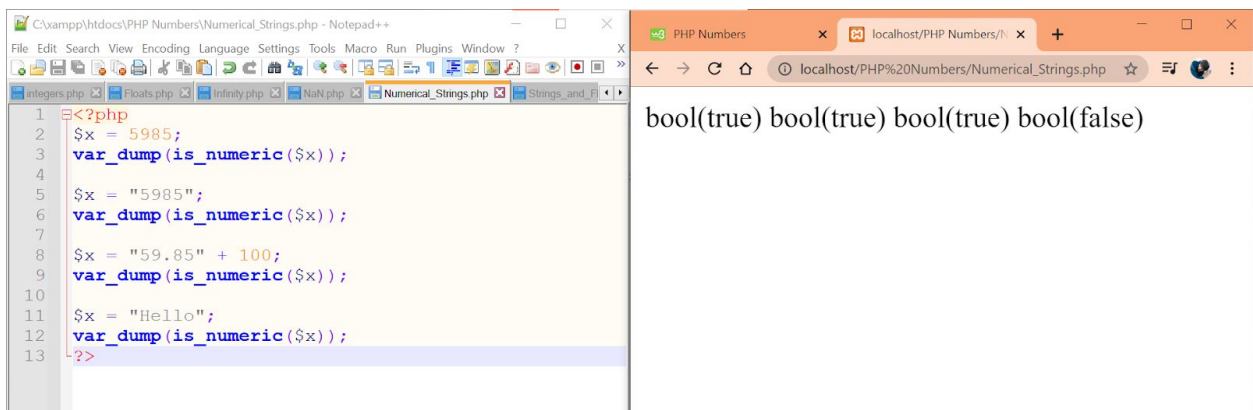 C:\xampp\htdocs\PHP Numbers\Numerical_Strings.php - Notepad++
File Edit Search View Encoding Language Settings Tools Macro Run Plugins Window ? X
integers.php Floats.php Infinity.php NaN.php Numerical_Strings.php Strings_and_Fl
1 <?php
2 $x = 5985;
3 var_dump(is_numeric($x));
4
5 $x = "5985";
6 var_dump(is_numeric($x));
7
8 $x = "59.85" + 100;
9 var_dump(is_numeric($x));
10
11 $x = "Hello";
12 var_dump(is_numeric($x));
13 ?>
PHP Numbers localhost/PHP Numbers/N
localhost/PHP%20Numbers/Numerical_Strings.php
bool(true) bool(true) bool(true) bool(false)